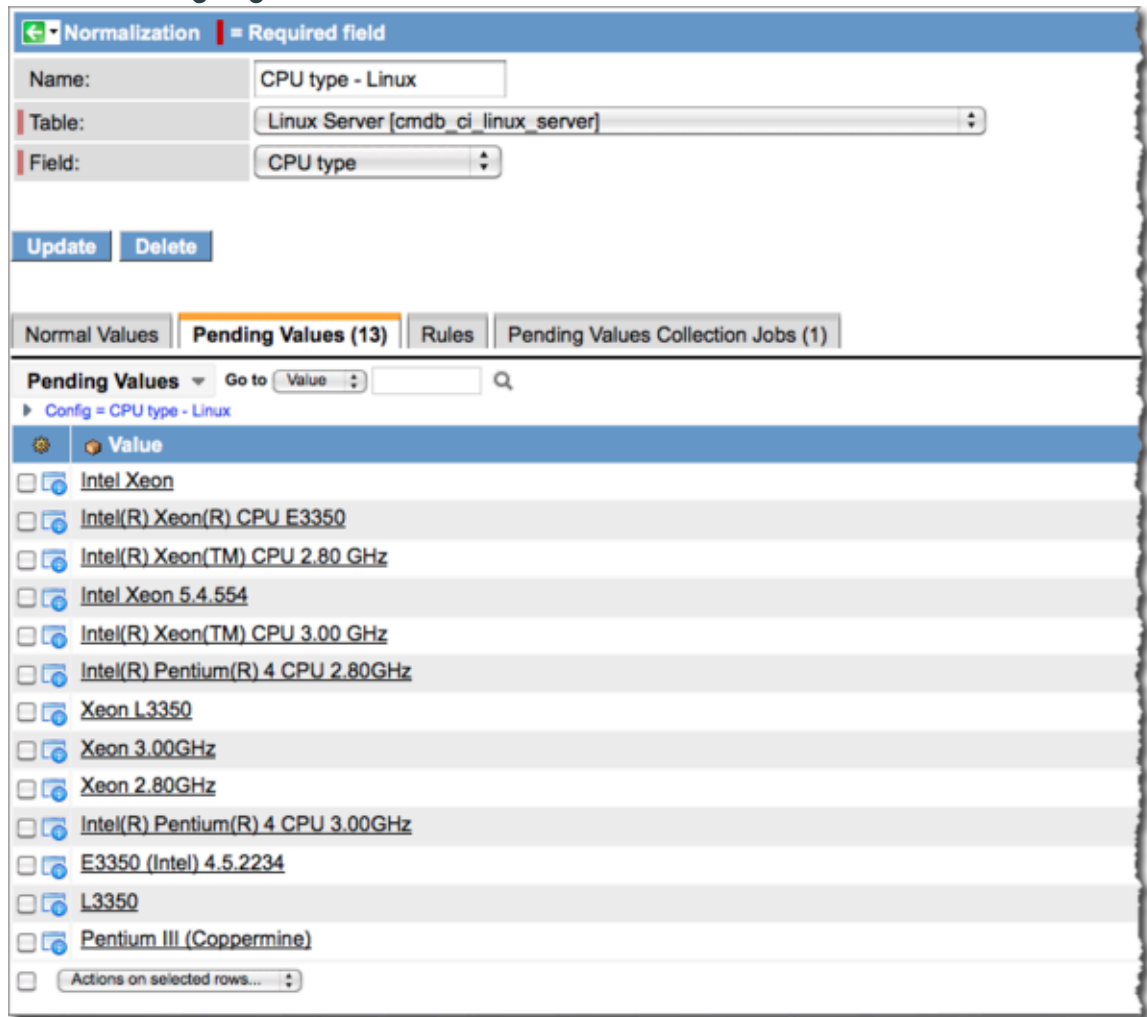 Normalization = Required field
Name: CPU type - Linux
Table: Linux Server [cmdb_ci_linux_server]
Field: CPU type
Update Delete
Normal Values Pending Values (13) Rules Pending Values Collection Jobs (1)
Pending Values Go to Value
Config = CPU type - Linux
Value
Intel Xeon
Intel(R) Xeon(R) CPU E3350
Intel(R) Xeon(TM) CPU 2.80 GHz
Intel Xeon 5.4.554
Intel(R) Xeon(TM) CPU 3.00 GHz
Intel(R) Pentium(R) 4 CPU 2.80GHz
Xeon L3350
Xeon 3.00GHz
Xeon 2.80GHz
Intel(R) Pentium(R) 4 CPU 3.00GHz
E3350 (Intel) 4.5.2234
L3350
Pentium III (Coppermine)
Actions on selected rows...